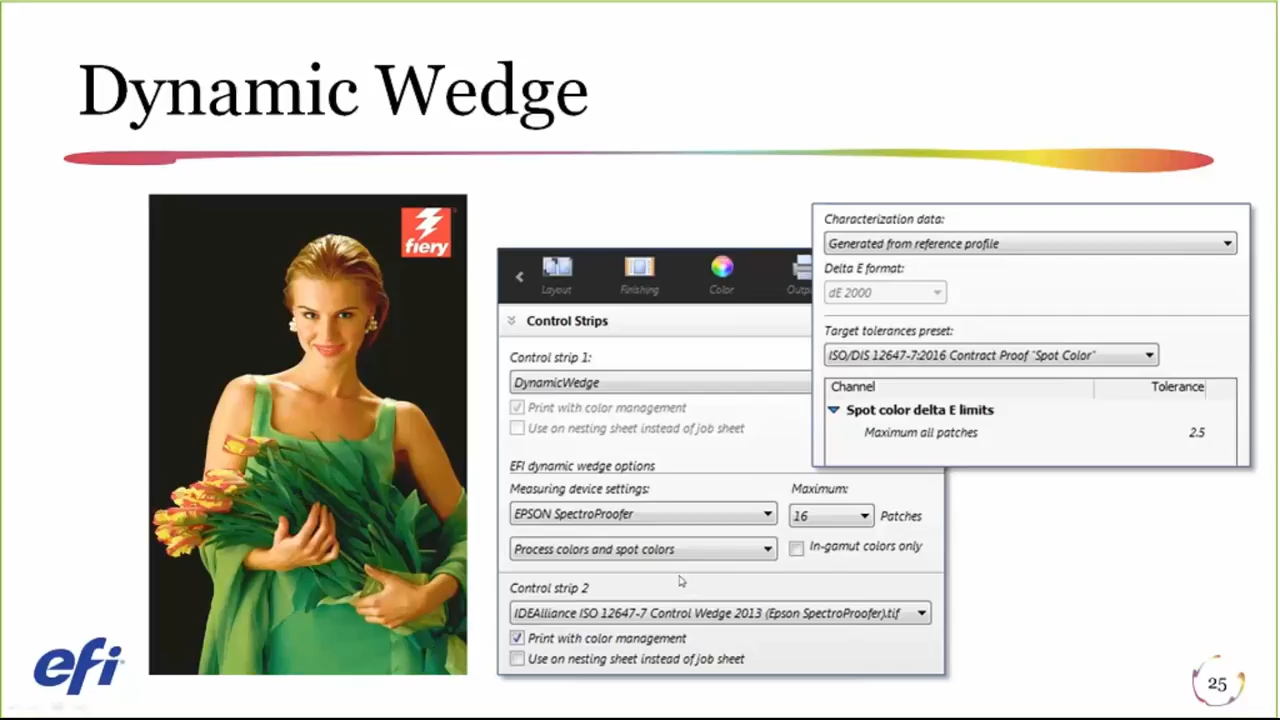 Dynamic Wedge
fiery
Layout
Finishing
Color
Outpu
Control Strips
Control strip 1:
DynamicWedge
Print with color management
Use on nesting sheet instead of job sheet
EFI dynamic wedge options
Measuring device settings:
Maximum:
EPSON SpectroProofer
16
Patches
Process colors and spot colors
In-gamut colors only
Control strip 2
IDEAlliance ISO 12647-7 Control Wedge 2013 (Epson SpectroProofer).tif
Print with color management
Use on nesting sheet instead of job sheet
Characterization data:
Generated from reference profile
Delta E format:
dE 2000
Target tolerances preset:
ISO/DIS 12647-7:2016 Contract Proof "Spot Color"
Channel
Tolerance
Spot color delta E limits
Maximum all patches
2.5
efi
25